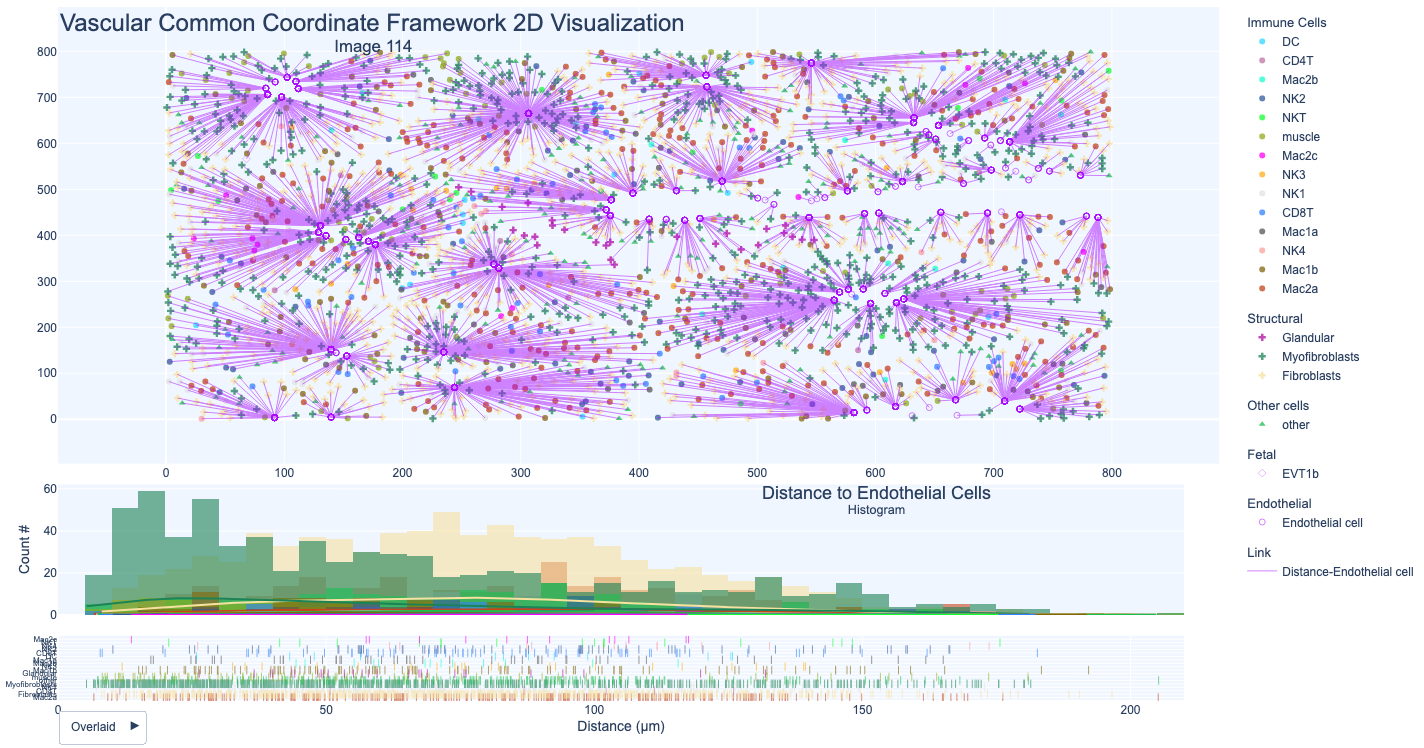 Vascular Common Coordinate Framework 2D Visualization
Image 114
800
700
600
500
400
300
200
100
0
0 100 200 300 400 500 600 700 800
Immune Cells
DC
CD4T
Mac2b
NK2
NKT
muscle
Mac2c
NK3
NK1
CD8T
Mac1a
NK4
Mac1b
Mac2a
Structural
Glandular
Myofibroblasts
Fibroblasts
Other cells
other
Fetal
EVT1b
Endothelial
Endothelial cell
Link
Distance-Endothelial cell
Distance to Endothelial Cells
Histogram
Count #
60
40
20
0
Mac2c
Myofibroblasts
0 50 100 150 200
Distance (μm)
Overlaid ►